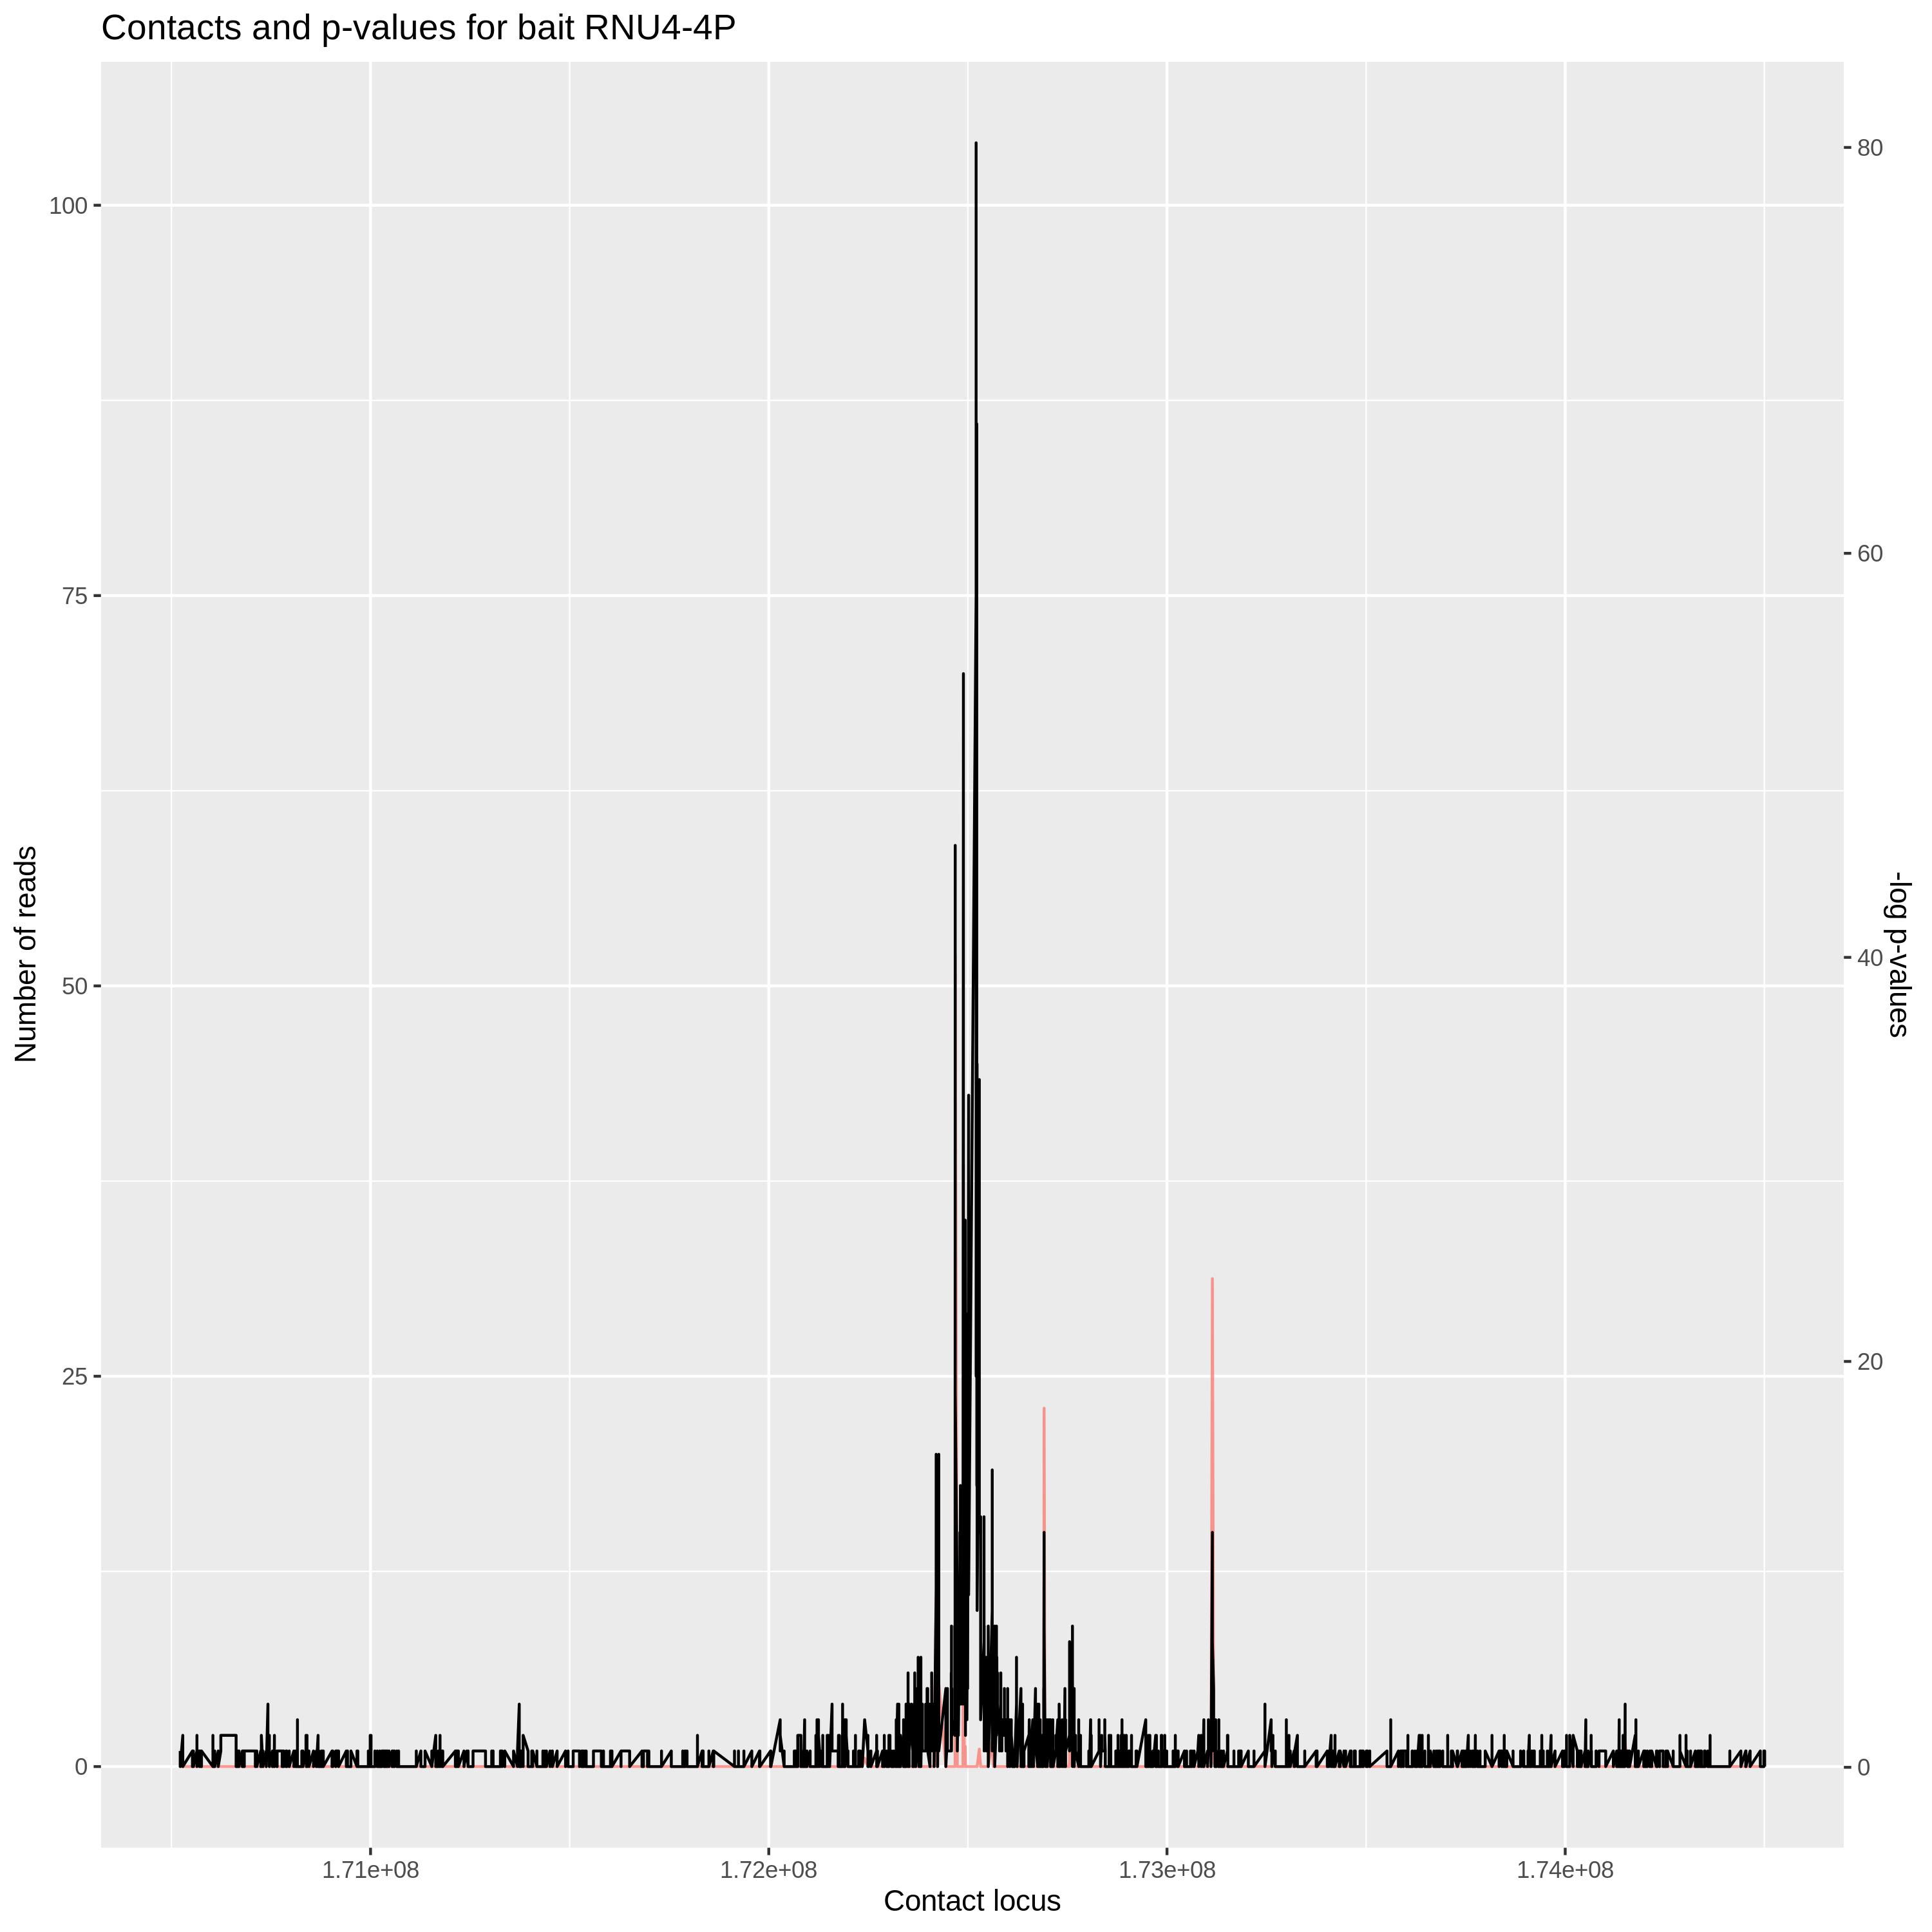 Contacts and p-values for bait RNU4-4P
Number of reads
100
75
50
25
0
80
60
40
20
0
-log p-values
1.71e+08
1.72e+08
1.73e+08
1.74e+08
Contact locus